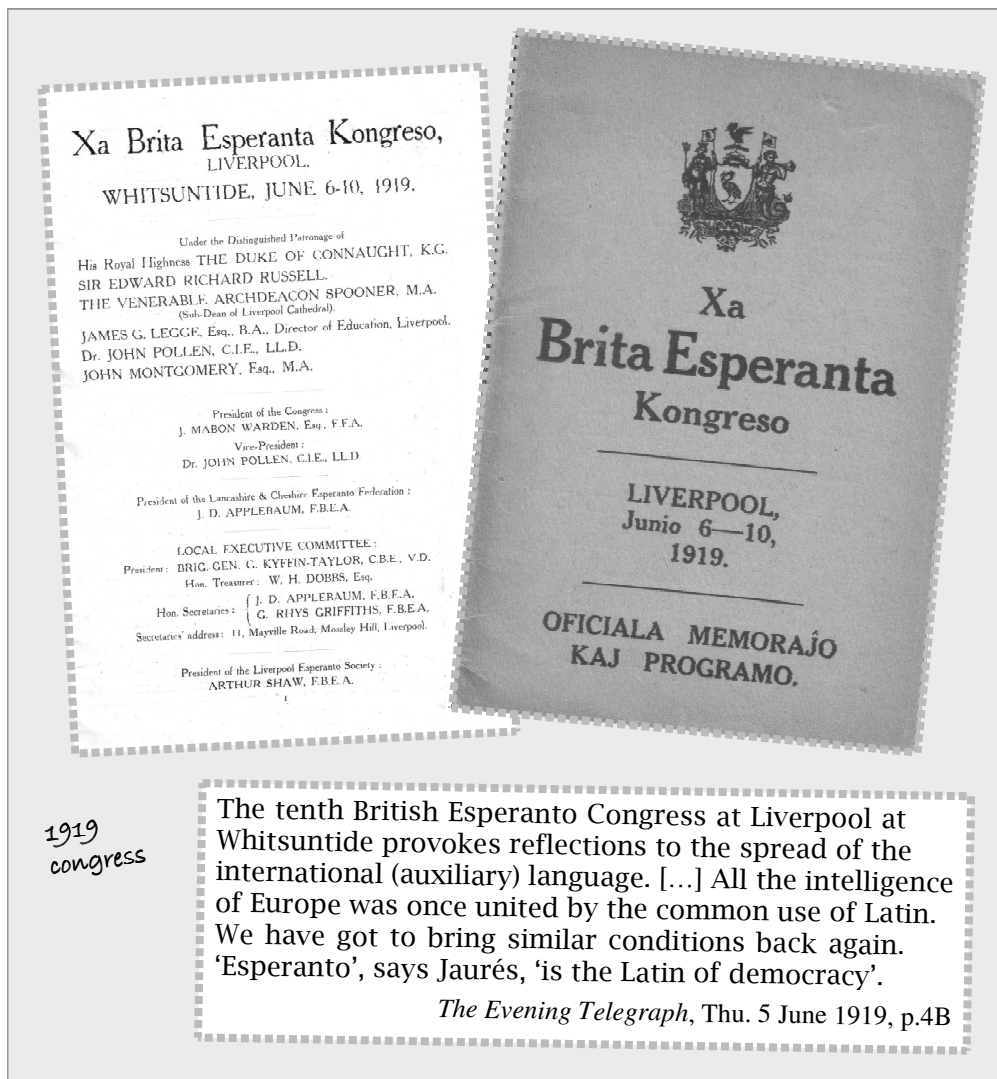 Xa Brita Esperanta Kongreso,
LIVERPOOL.
WHITSUNTIDE, JUNE 6-10, 1919.
Under the Distinguished Patronage of
His Royal Highness THE DUKE OF CONNAUGHT, K.G.
SIR EDWARD RICHARD RUSSELL.
THE VENERABLE ARCHDEACON SPOONER, M.A.
(Sub-Dean of Liverpool Cathedral).
JAMES G. LEGGE, Esq., B.A., Director of Education, Liverpool.
Dr. JOHN POLLEN, C.I.E., LL.D.
JOHN MONTGOMERY, Esq., M.A.
President of the Congress :
J. MABON WARDEN, Esq., F.F.A.
Vice-President :
Dr. JOHN POLLEN, C.I.E., LL.D
President of the Lancashire & Cheshire Esperanto Federation :
J. D. APPLEBAUM, F.B.E.A.
LOCAL EXECUTIVE COMMITTEE :
President : BRIG.-GEN. G. KYFFIN-TAYLOR, C.B.E., V.D.
Hon. Treasurer : W. H. DOBBS, Esq.
Hon. Secretaries : J. D. APPLEBAUM, F.B.E.A.
G. RHYS GRIFFITHS, F.B.E.A.
Secretaries' address : 11, Mayville Road, Mossley Hill, Liverpool.
President of the Liverpool Esperanto Society :
ARTHUR SHAW, F.B.E.A.
1
Xa
Brita Esperanta
Kongreso
LIVERPOOL,
Junio 6—10,
1919.
OFICIALA MEMORAĴO
KAJ PROGRAMO.
1919
congress
The tenth British Esperanto Congress at Liverpool at
Whitsuntide provokes reflections to the spread of the
international (auxiliary) language. [...] All the intelligence
of Europe was once united by the common use of Latin.
We have got to bring similar conditions back again.
‘Esperanto’, says Jaurés, ‘is the Latin of democracy’.
The Evening Telegraph, Thu. 5 June 1919, p.4B